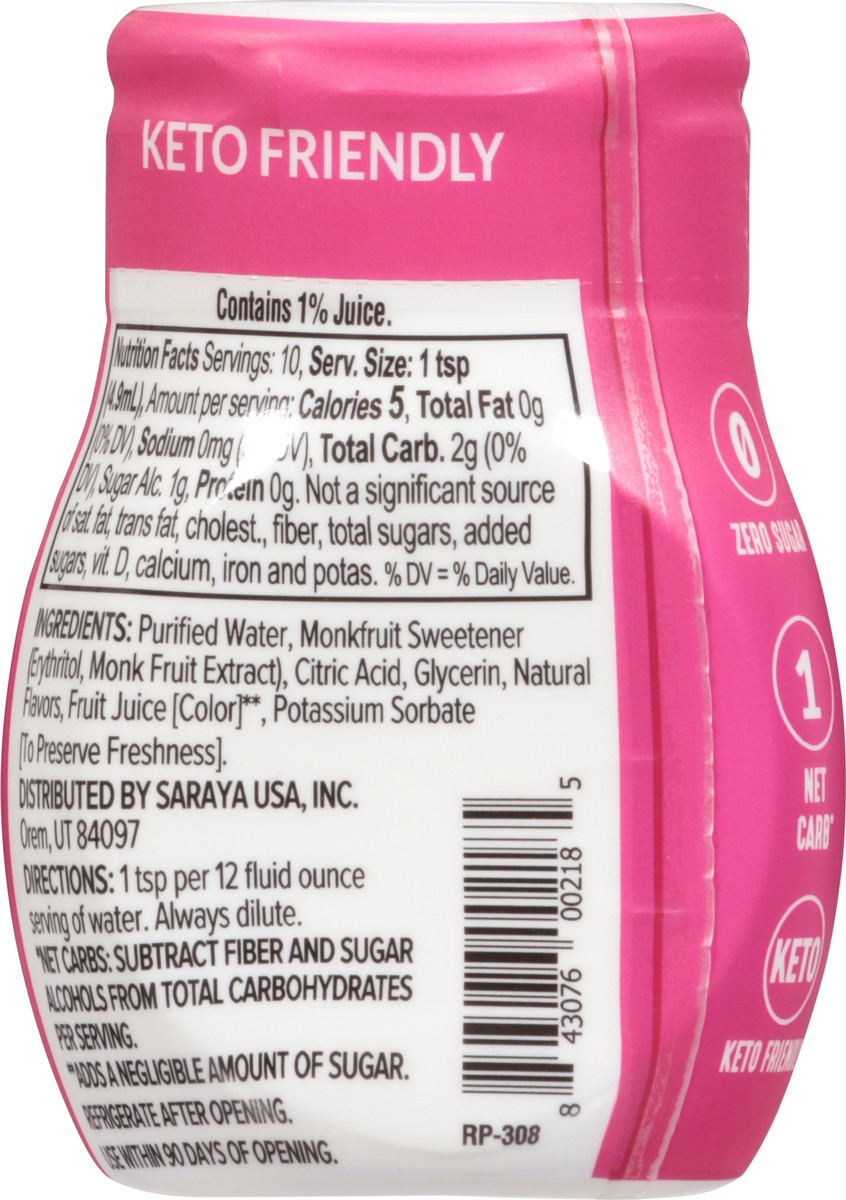 KETO FRIENDLY
Contains 1% Juice.
Nutrition Facts Servings: 10, Serv. Size: 1 tsp
(4.9mL), Amount per serving: Calories 5, Total Fat 0g
(0% DV), Sodium 0mg ( DV), Total Carb. 2g (0%
DV), Sugar Alc. 1g, Protein 0g. Not a significant source
of sat. fat, trans fat, cholest., fiber, total sugars, added
sugars, vit. D, calcium, iron and potas. % DV = % Daily Value.
INGREDIENTS: Purified Water, Monkfruit Sweetener
(Erythritol, Monk Fruit Extract), Citric Acid, Glycerin, Natural
Flavors, Fruit Juice [Color]**, Potassium Sorbate
[To Preserve Freshness].
DISTRIBUTED BY SARAYA USA, INC.
Orem, UT 84097
DIRECTIONS: 1 tsp per 12 fluid ounce
serving of water. Always dilute.
*NET CARBS: SUBTRACT FIBER AND SUGAR
ALCOHOLS FROM TOTAL CARBOHYDRATES
PER SERVING.
**ADDS A NEGLIGIBLE AMOUNT OF SUGAR.
REFRIGERATE AFTER OPENING.
USE WITHIN 90 DAYS OF OPENING.
8 43076 00218 5
RP-308
0
ZERO SUGA
1
NET
CARB*
KETO
KETO FRIEND